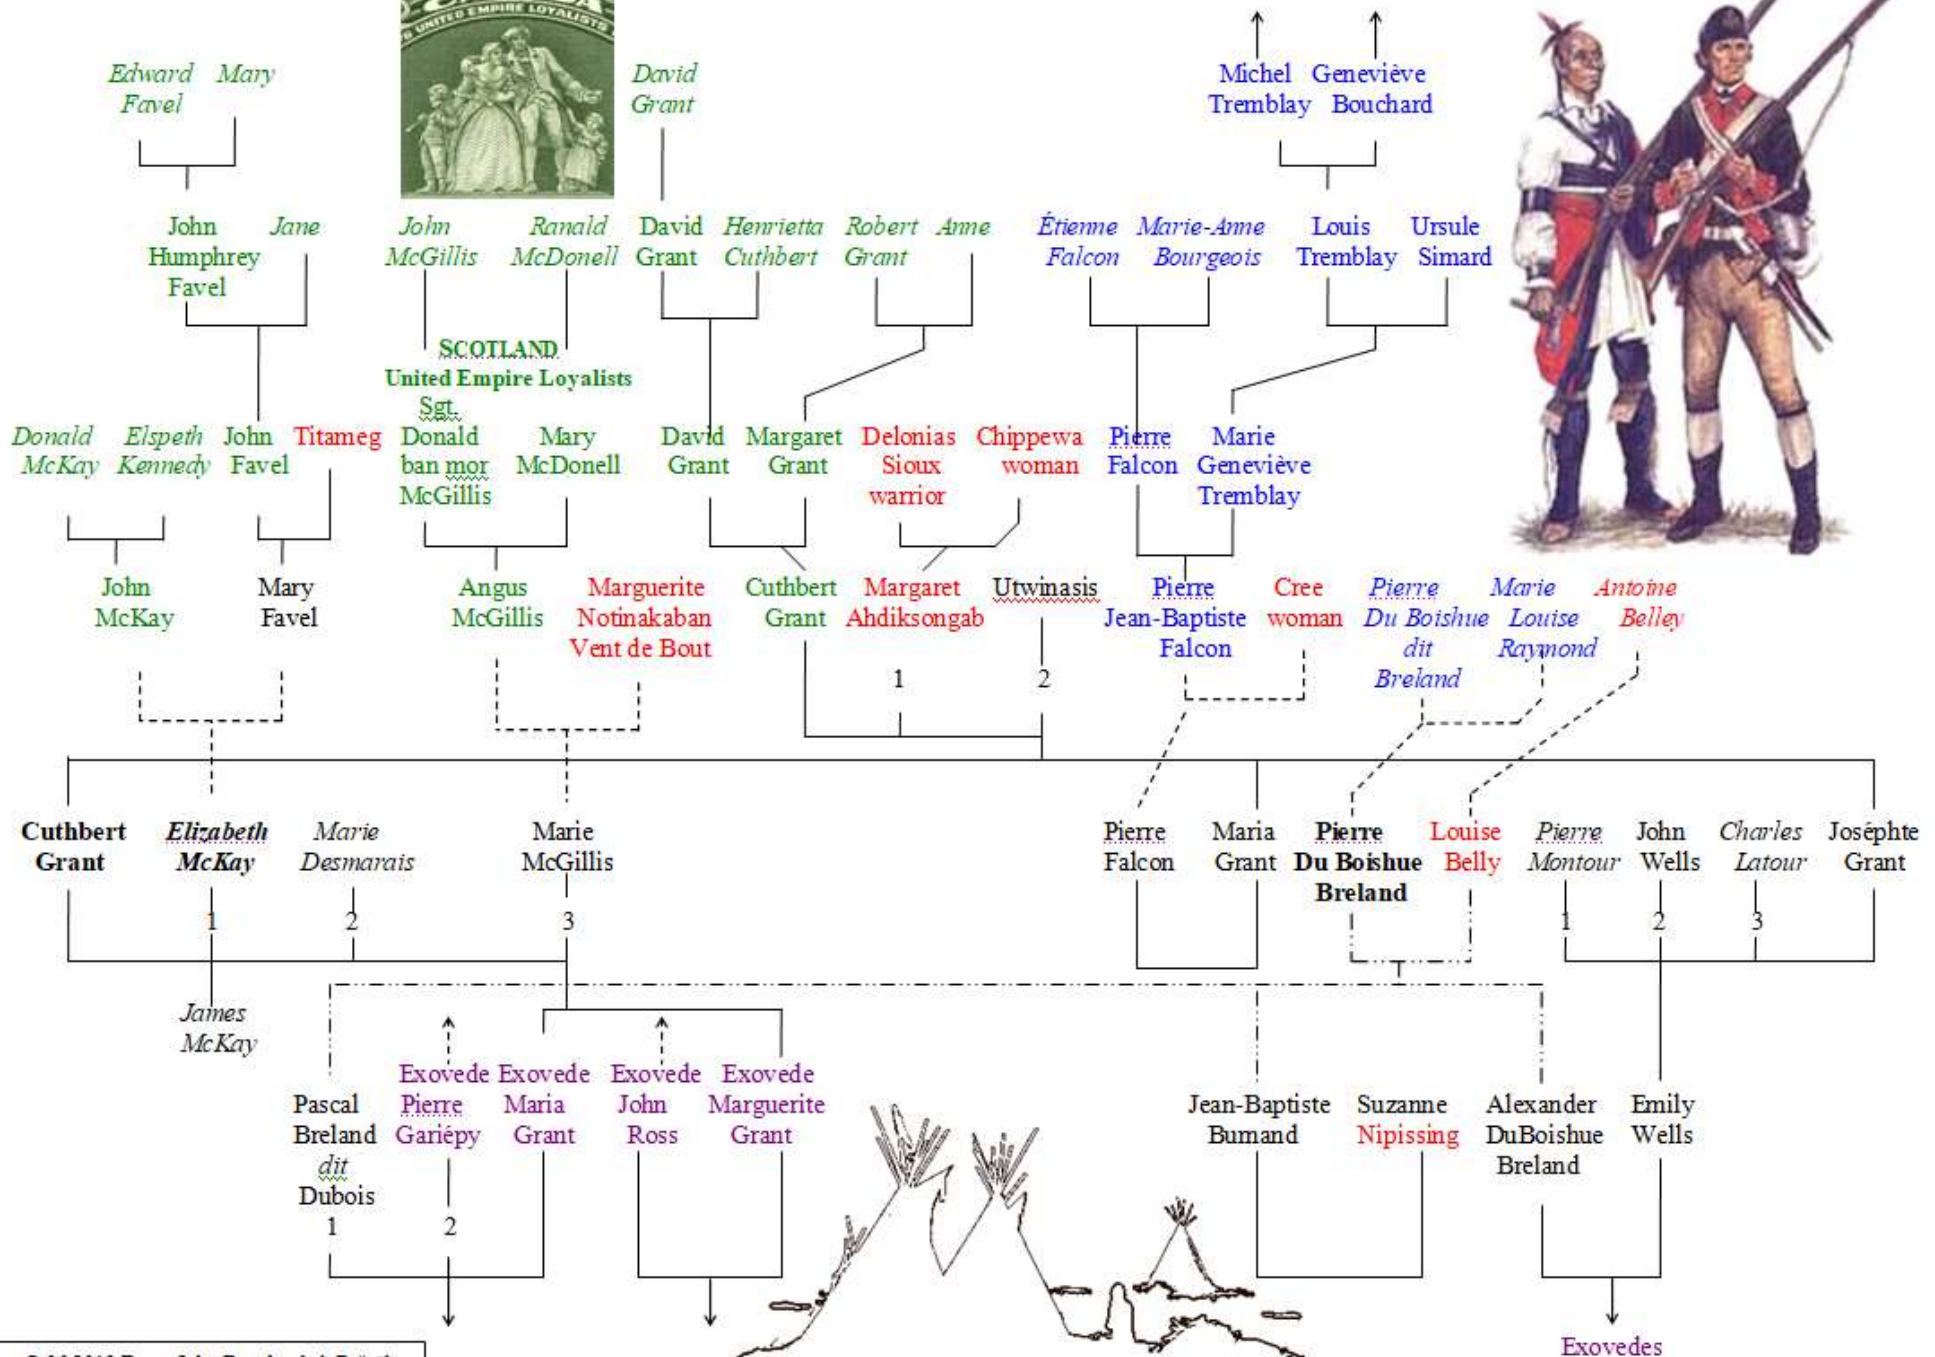 UNITED EMPIRE LOYALISTS
Edward Mary
Favel
David
Grant
Michel Geneviève
Tremblay Bouchard
John Jane
Humphrey
Favel
John Ranald
McGillis McDonell
David Henrietta Robert Anne
Grant Cuthbert Grant
Étienne Marie-Anne
Falcon Bourgeois
Louis Ursule
Tremblay Simard
SCOTLAND
United Empire Loyalists
Sgt.
Donald Elspeth John Titameg
McKay Kennedy Favel
Donald Mary
ban mor McDonell
McGillis
David Margaret Delonias Chippewa
Grant Grant Sioux woman
warrior
Pierre Marie
Falcon Geneviève
Tremblay
John Mary
McKay Favel
Angus Marguerite
McGillis Notinakaban
Vent de Bout
Cuthbert Margaret Utwinasis
Grant Ahdiksongab
1 2
Pierre Cree
Jean-Baptiste woman
Falcon
Pierre Marie Antoine
Du Boishue Louise Belley
dit Raymond
Breland
Cuthbert Elizabeth Marie Marie
Grant McKay Desmarais McGillis
1 2 3
Pierre Maria Pierre Louise
Falcon Grant Du Boishue Belly
Breland
Pierre John Charles Joséphte
Montour Wells Latour Grant
1 2 3
James
McKay
Exovede Exovede Exovede Exovede
Pascal Pierre Maria John Marguerite
Breland Gariépy Grant Ross Grant
dit
Dubois
1 2
Jean-Baptiste Suzanne Alexander Emily
Burnand Nipissing DuBoishue Wells
Breland
Exovedes